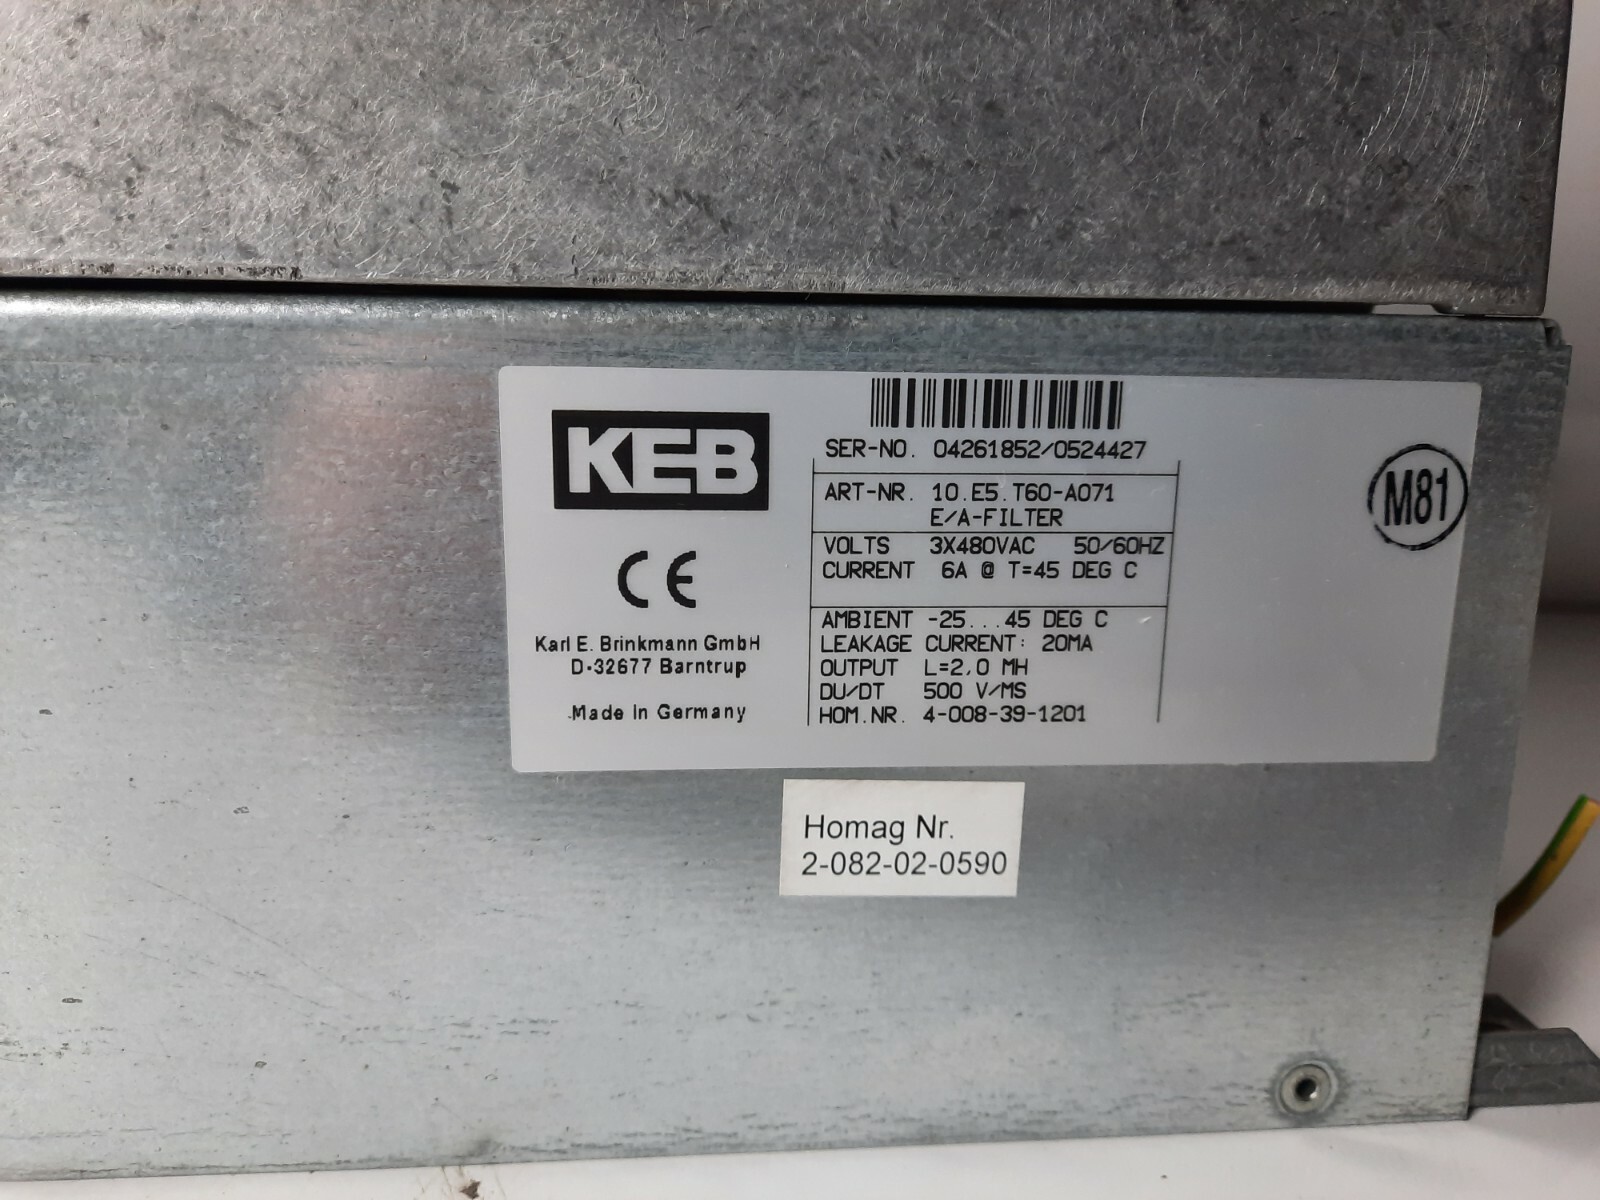 KEB
CE
Karl E. Brinkmann GmbH
D-32677 Barntrup
Made in Germany
SER-NO. 04261852/0524427
ART-NR. 10.E5.T60-A071
E/A-FILTER
VOLTS 3X480VAC 50/60HZ
CURRENT 6A @ T=45 DEG C
AMBIENT -25...45 DEG C
LEAKAGE CURRENT: 20MA
OUTPUT L=2,0 MH
DU/DT 500 V/MS
HOM.NR. 4-008-39-1201
M81
Homag Nr.
2-082-02-0590